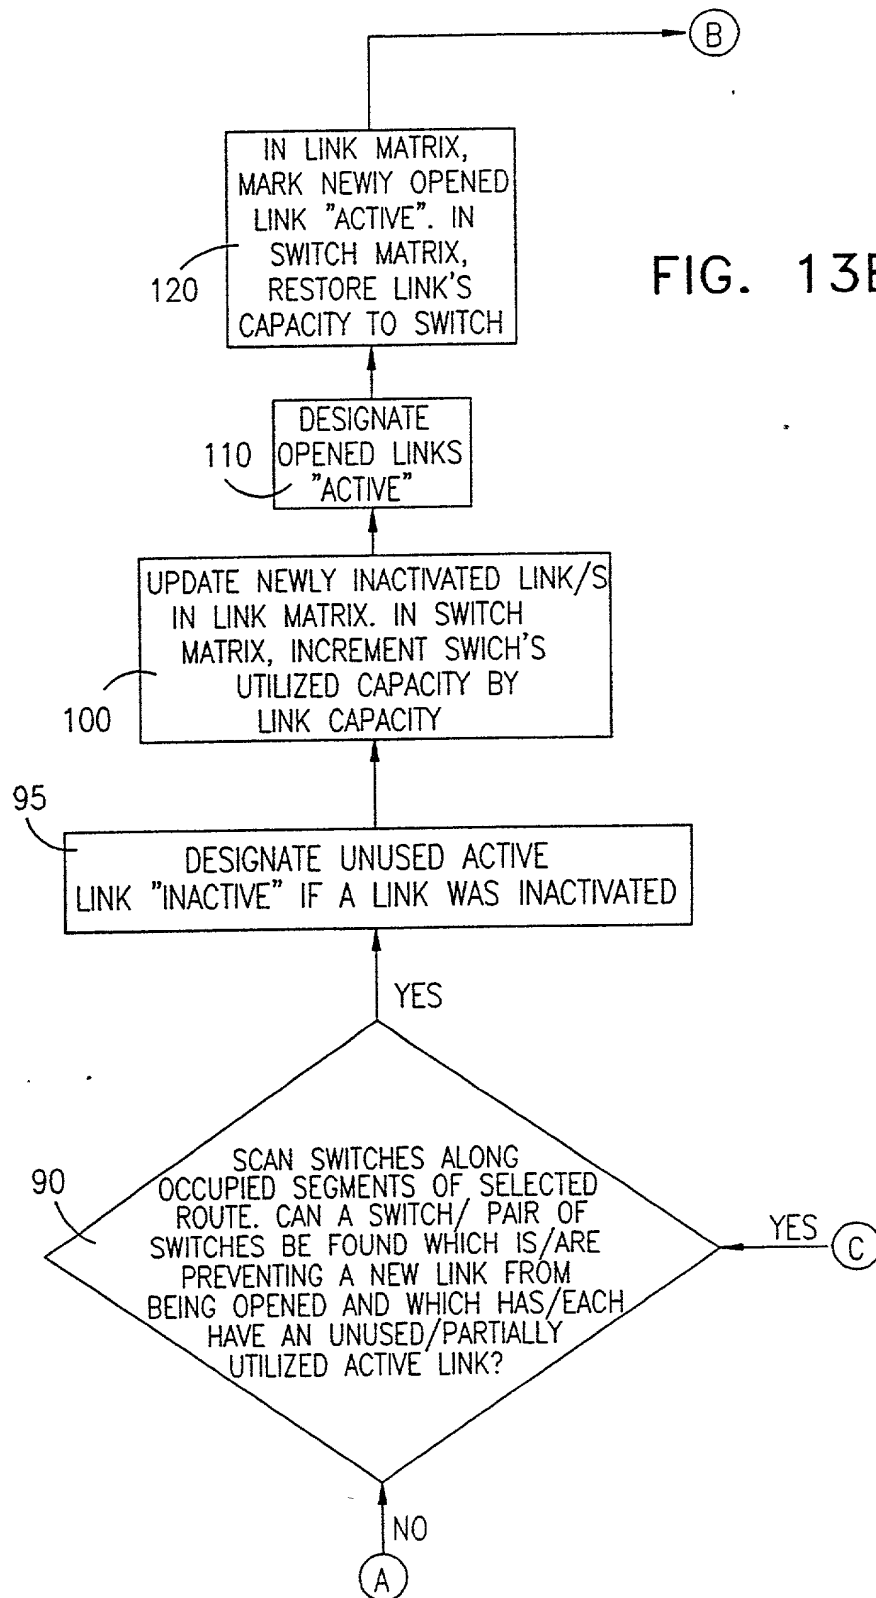 B
IN LINK MATRIX,
MARK NEWLY OPENED
LINK "ACTIVE". IN
SWITCH MATRIX,
RESTORE LINK'S
CAPACITY TO SWITCH
120
FIG. 13B
DESIGNATE
OPENED LINKS
"ACTIVE"
110
UPDATE NEWLY INACTIVATED LINK/S
IN LINK MATRIX. IN SWITCH
MATRIX, INCREMENT SWICH'S
UTILIZED CAPACITY BY
LINK CAPACITY
100
95
DESIGNATE UNUSED ACTIVE
LINK "INACTIVE" IF A LINK WAS INACTIVATED
YES
90
SCAN SWITCHES ALONG
OCCUPIED SEGMENTS OF SELECTED
ROUTE. CAN A SWITCH/ PAIR OF
SWITCHES BE FOUND WHICH IS/ARE
PREVENTING A NEW LINK FROM
BEING OPENED AND WHICH HAS/EACH
HAVE AN UNUSED/PARTIALLY
UTILIZED ACTIVE LINK?
YES
C
NO
A